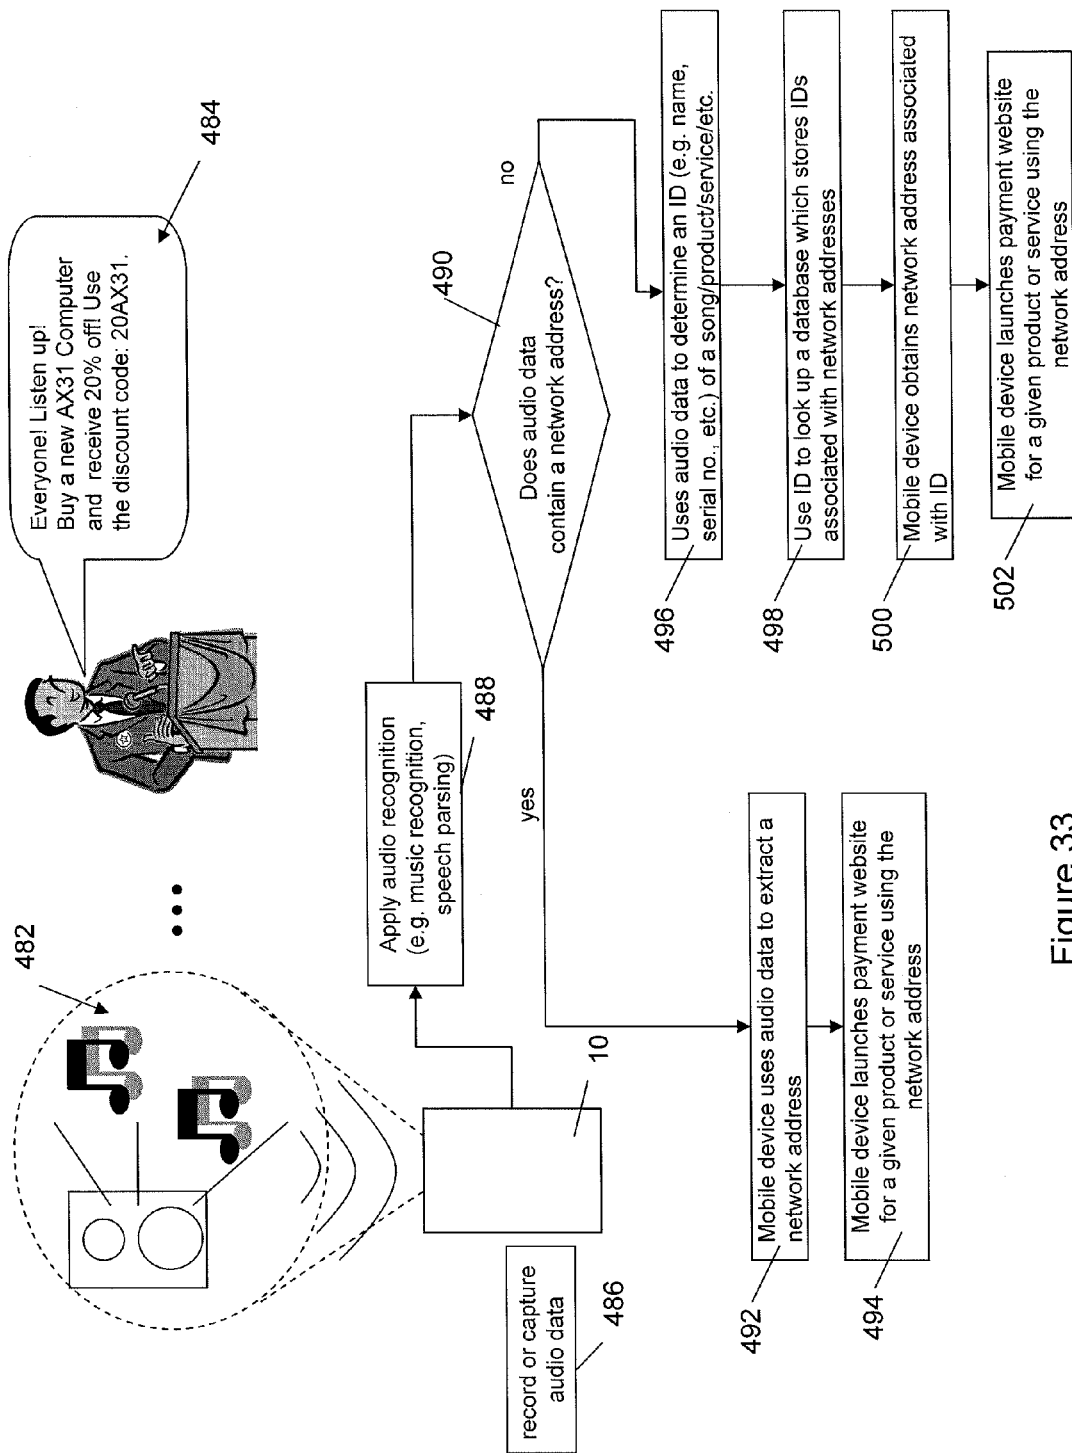 Everyone! Listen up!
Buy a new AX31 Computer
and receive 20% off! Use
the discount code: 20AX31.
484
482
record or capture
audio data
486
10
Apply audio recognition
(e.g. music recognition,
speech parsing)
488
Does audio data
contain a network address?
490
yes
no
Mobile device uses audio data to extract a
network address
492
Mobile device launches payment website
for a given product or service using the
network address
494
Uses audio data to determine an ID (e.g. name,
serial no., etc.) of a song/product/service/etc.
496
Use ID to look up a database which stores IDs
associated with network addresses
498
Mobile device obtains network address associated
with ID
500
Mobile device launches payment website
for a given product or service using the
network address
502
Figure 33